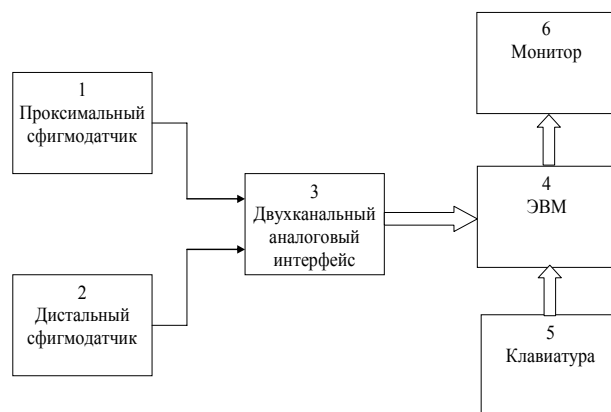 1
Проксимальный
сфигмодатчик
2
Дистальный
сфигмодатчик
3
Двухканальный
аналоговый
интерфейс
6
Монитор
4
ЭВМ
5
Клавиатура